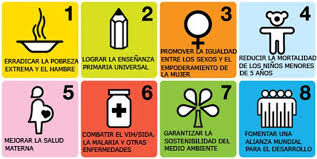 1
ERRADICAR LA POBREZA
EXTREMA Y EL HAMBRE
2
LOGRAR LA ENSEÑANZA
PRIMARIA UNIVERSAL
3
PROMOVER LA IGUALDAD
ENTRE LOS SEXOS Y EL
EMPODERAMIENTO DE
LA MUJER
4
REDUCIR LA MORTALIDAD
DE LOS NIÑOS MENORES
DE 5 AÑOS
5
MEJORAR LA SALUD
MATERNA
6
COMBATIR EL VIH/SIDA,
LA MALARIA Y OTRAS
ENFERMEDADES
7
GARANTIZAR LA
SOSTENIBILIDAD DEL
MEDIO AMBIENTE
8
FOMENTAR UNA
ALIANZA MUNDIAL
PARA EL DESARROLLO